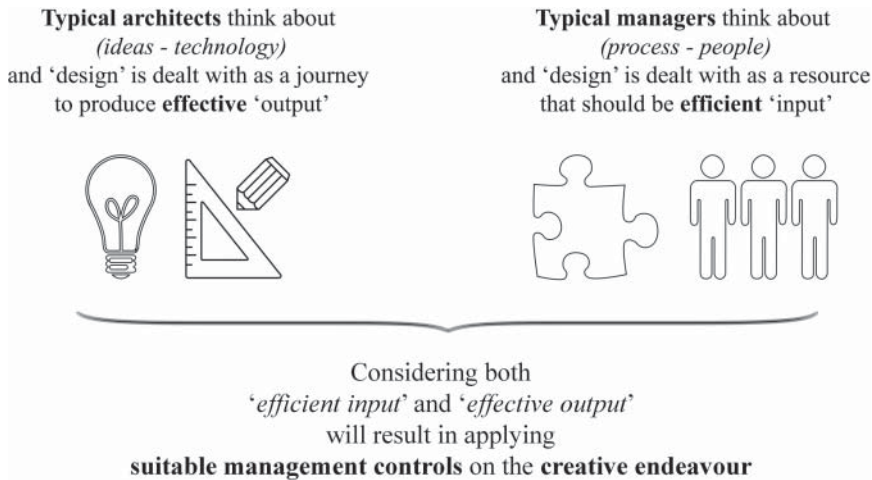 Typical architects think about
(ideas - technology)
and ‘design’ is dealt with as a journey
to produce effective ‘output’
Typical managers think about
(process - people)
and ‘design’ is dealt with as a resource
that should be efficient ‘input’
Considering both
‘efficient input’ and ‘effective output’
will result in applying
suitable management controls on the creative endeavour